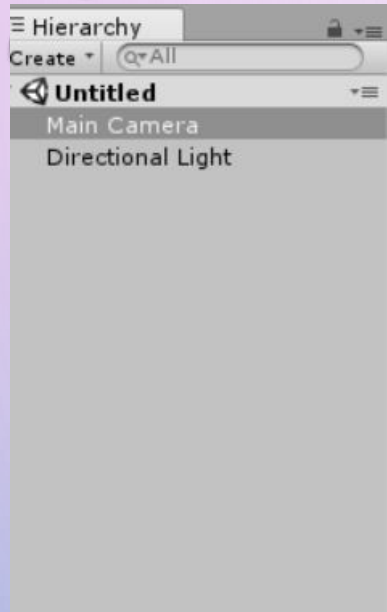 Hierarchy
Create All
Untitled
Main Camera
Directional Light